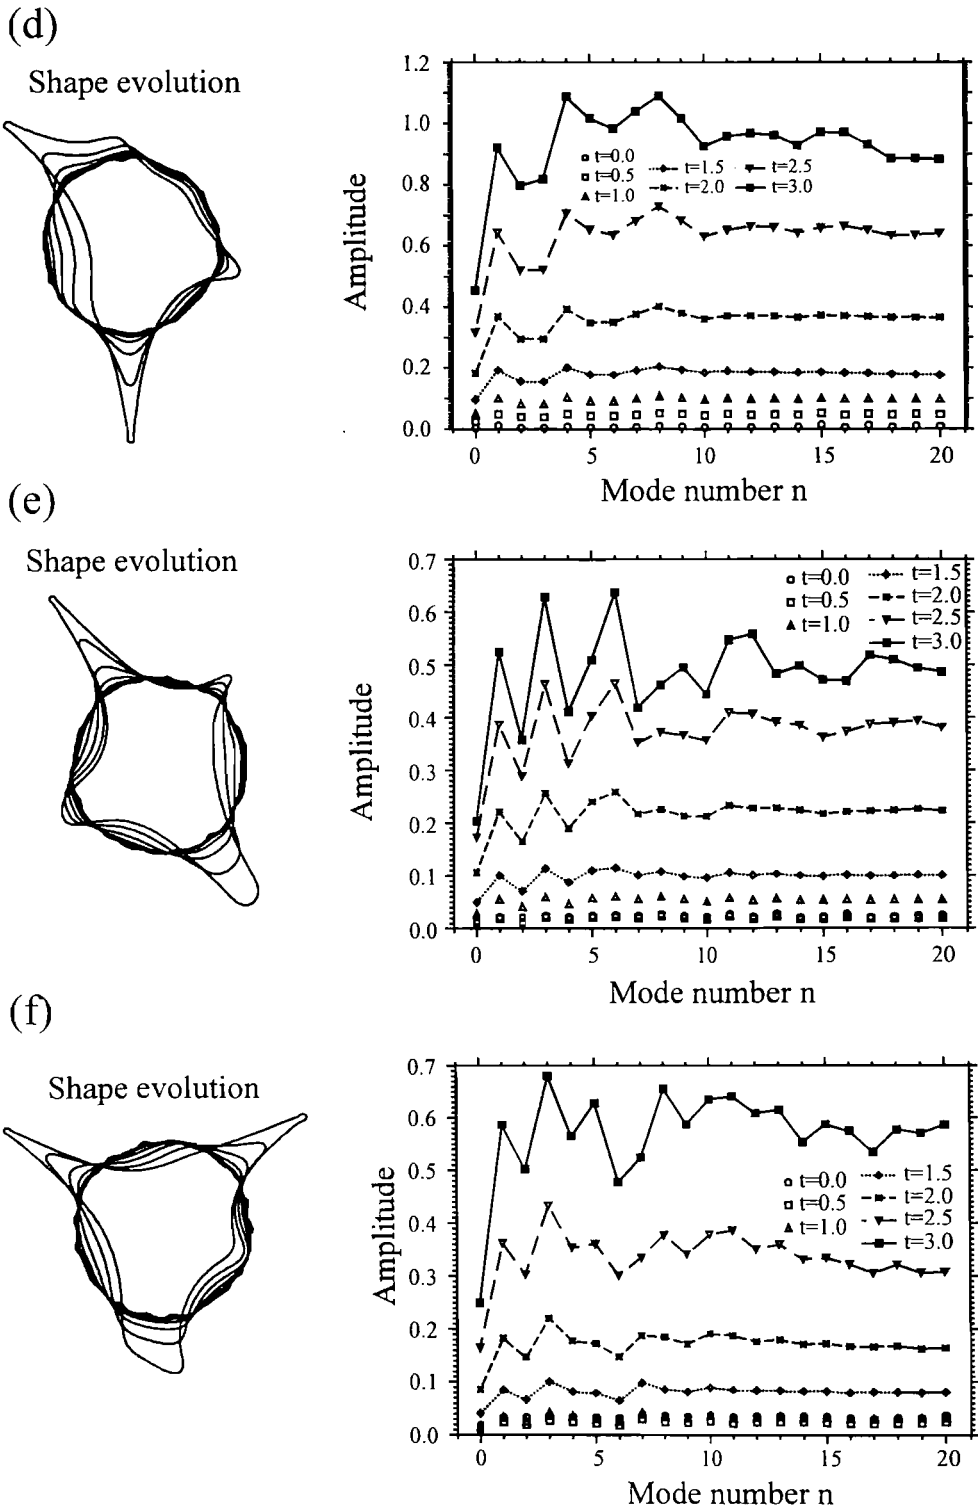 (d)
Shape evolution
Amplitude
1.2
1.0
0.8
0.6
0.4
0.2
0.0
t=0.0
t=0.5
t=1.0
t=1.5
t=2.0
t=2.5
t=3.0
0 5 10 15 20
Mode number n
(e)
Shape evolution
Amplitude
0.7
0.6
0.5
0.4
0.3
0.2
0.1
0.0
t=0.0
t=0.5
t=1.0
t=1.5
t=2.0
t=2.5
t=3.0
0 5 10 15 20
Mode number n
(f)
Shape evolution
Amplitude
0.7
0.6
0.5
0.4
0.3
0.2
0.1
0.0
t=0.0
t=0.5
t=1.0
t=1.5
t=2.0
t=2.5
t=3.0
0 5 10 15 20
Mode number n